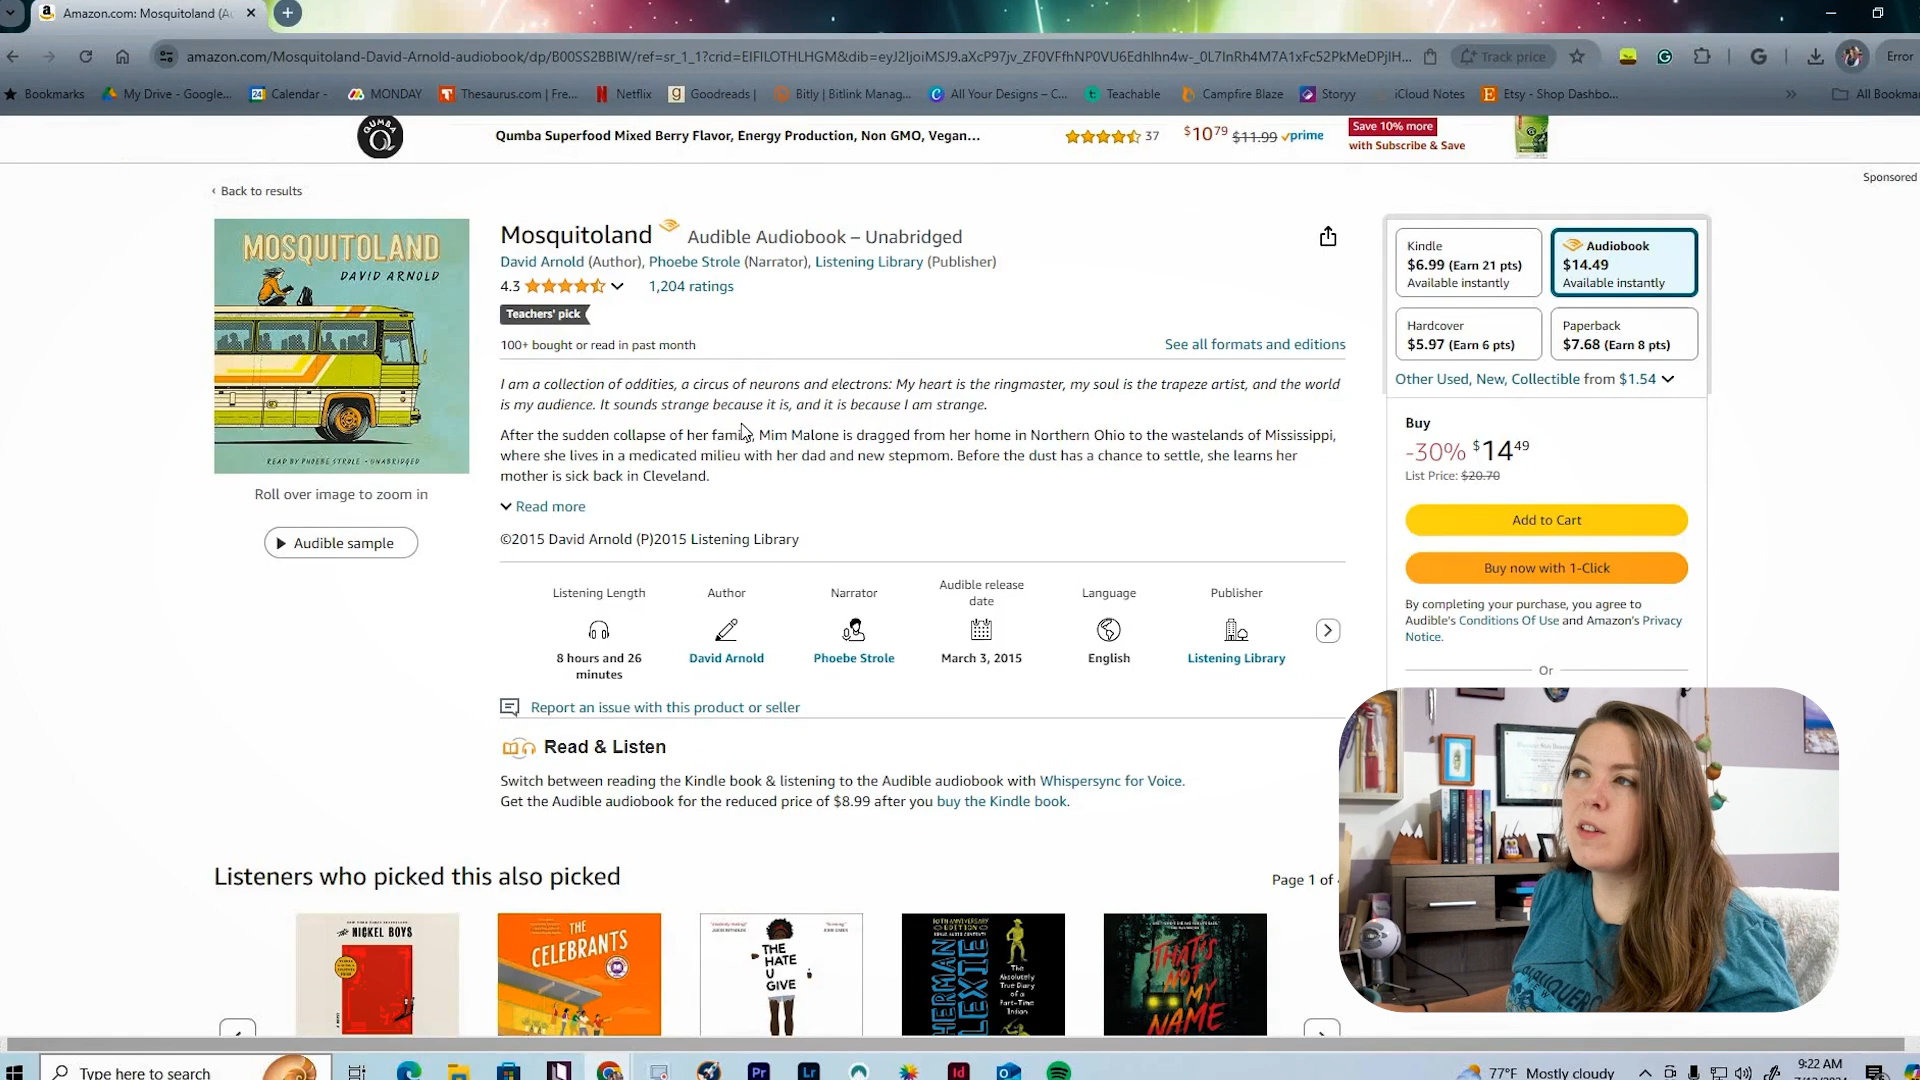 Amazon.com: Mosquitoland (A
amazon.com/Mosquitoland-David-Arnold-audiobook/dp/B00SS2BBIW/ref=sr_1_1?crid=
Track price
Error
Bookmarks
My Drive - Google...
Calendar -
MONDAY
Thesaurus.com | Fre...
Netflix
Goodreads |
Bitly | Bitlink Manag...
All Your Designs – C...
Teachable
Campfire Blaze
Storyy
iCloud Notes
Etsy - Shop Dashbo...
All Bookma
QUMBA
Qumba Superfood Mixed Berry Flavor, Energy Production, Non GMO, Vegan...
37
$10 79 $11.99 prime
Save 10% more
with Subscribe & Save
Sponsored
‹ Back to results
MOSQUITOLAND
DAVID ARNOLD
READ BY PHOEBE STROLE • UNABRIDGED
Roll over image to zoom in
Audible sample
Mosquitoland Audible Audiobook – Unabridged
David Arnold (Author), Phoebe Strole (Narrator), Listening Library (Publisher)
4.3 1,204 ratings
Teachers' pick
100+ bought or read in past month
See all formats and editions
I am a collection of oddities, a circus of neurons and electrons: My heart is the ringmaster, my soul is the trapeze artist, and the world
is my audience. It sounds strange because it is, and it is because I am strange.
After the sudden collapse of her family, Mim Malone is dragged from her home in Northern Ohio to the wastelands of Mississippi,
where she lives in a medicated milieu with her dad and new stepmom. Before the dust has a chance to settle, she learns her
mother is sick back in Cleveland.
Read more
©2015 David Arnold (P)2015 Listening Library
Listening Length
8 hours and 26
minutes
Author
David Arnold
Narrator
Phoebe Strole
Audible release
date
March 3, 2015
Language
English
Publisher
Listening Library
Report an issue with this product or seller
Read & Listen
Switch between reading the Kindle book & listening to the Audible audiobook with Whispersync for Voice.
Get the Audible audiobook for the reduced price of $8.99 after you buy the Kindle book.
Kindle
$6.99 (Earn 21 pts)
Available instantly
Audiobook
$14.49
Available instantly
Hardcover
$5.97 (Earn 6 pts)
Paperback
$7.68 (Earn 8 pts)
Other Used, New, Collectible from $1.54
Buy
-30% $14 49
List Price: $20.70
Add to Cart
Buy now with 1-Click
By completing your purchase, you agree to
Audible's Conditions Of Use and Amazon's Privacy
Notice.
Or
Listeners who picked this also picked
Page 1 of
THE NICKEL BOYS
THE
CELEBRANTS
THE
HATE
U
GIVE
10TH ANNIVERSARY
EDITION
HERMAN
LEXIE
The
Absolutely
True Diary
of a
Part-Time
Indian
THAT'S
NOT MY
NAME
Type here to search
Pr
Lr
Id
77°F Mostly cloudy
9:22 AM